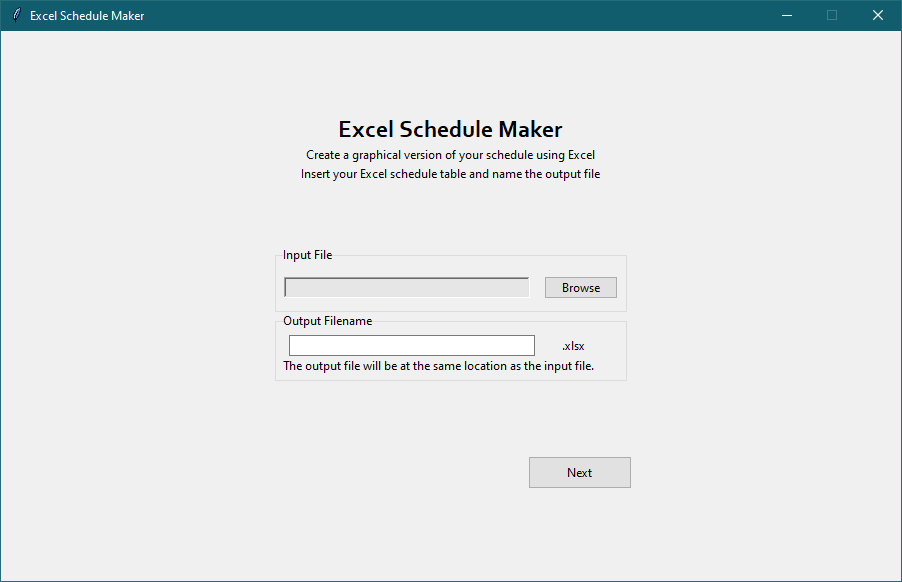 Excel Schedule Maker
Excel Schedule Maker
Create a graphical version of your schedule using Excel
Insert your Excel schedule table and name the output file
Input File
Browse
Output Filename
.xlsx
The output file will be at the same location as the input file.
Next